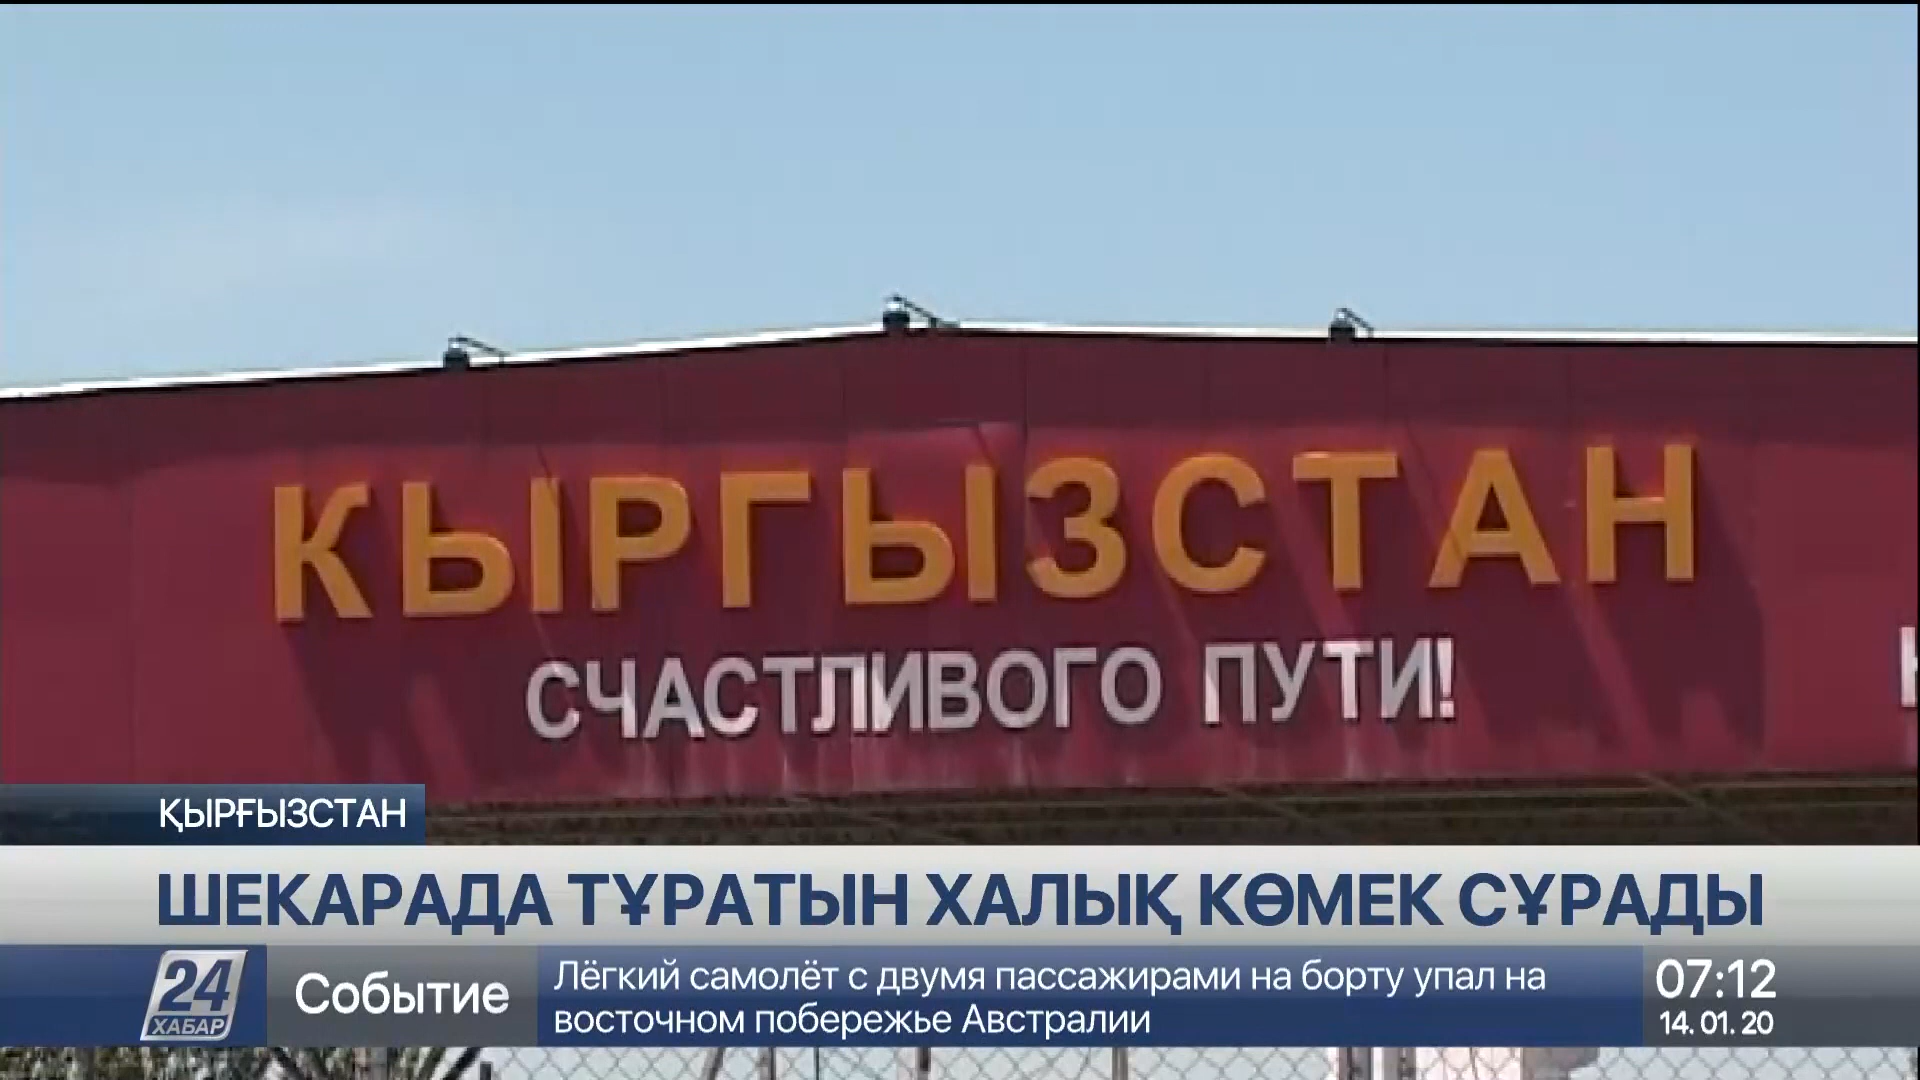 КЫРГЫЗСТАН
СЧАСТЛИВОГО ПУТИ!
ҚЫРҒЫЗСТАН
ШЕКАРАДА ТҰРАТЫН ХАЛЫҚ КӨМЕК СҰРАДЫ
24
ХАБАР
Событие
Лёгкий самолёт с двумя пассажирами на борту упал на
восточном побережье Австралии
07:12
14. 01. 20